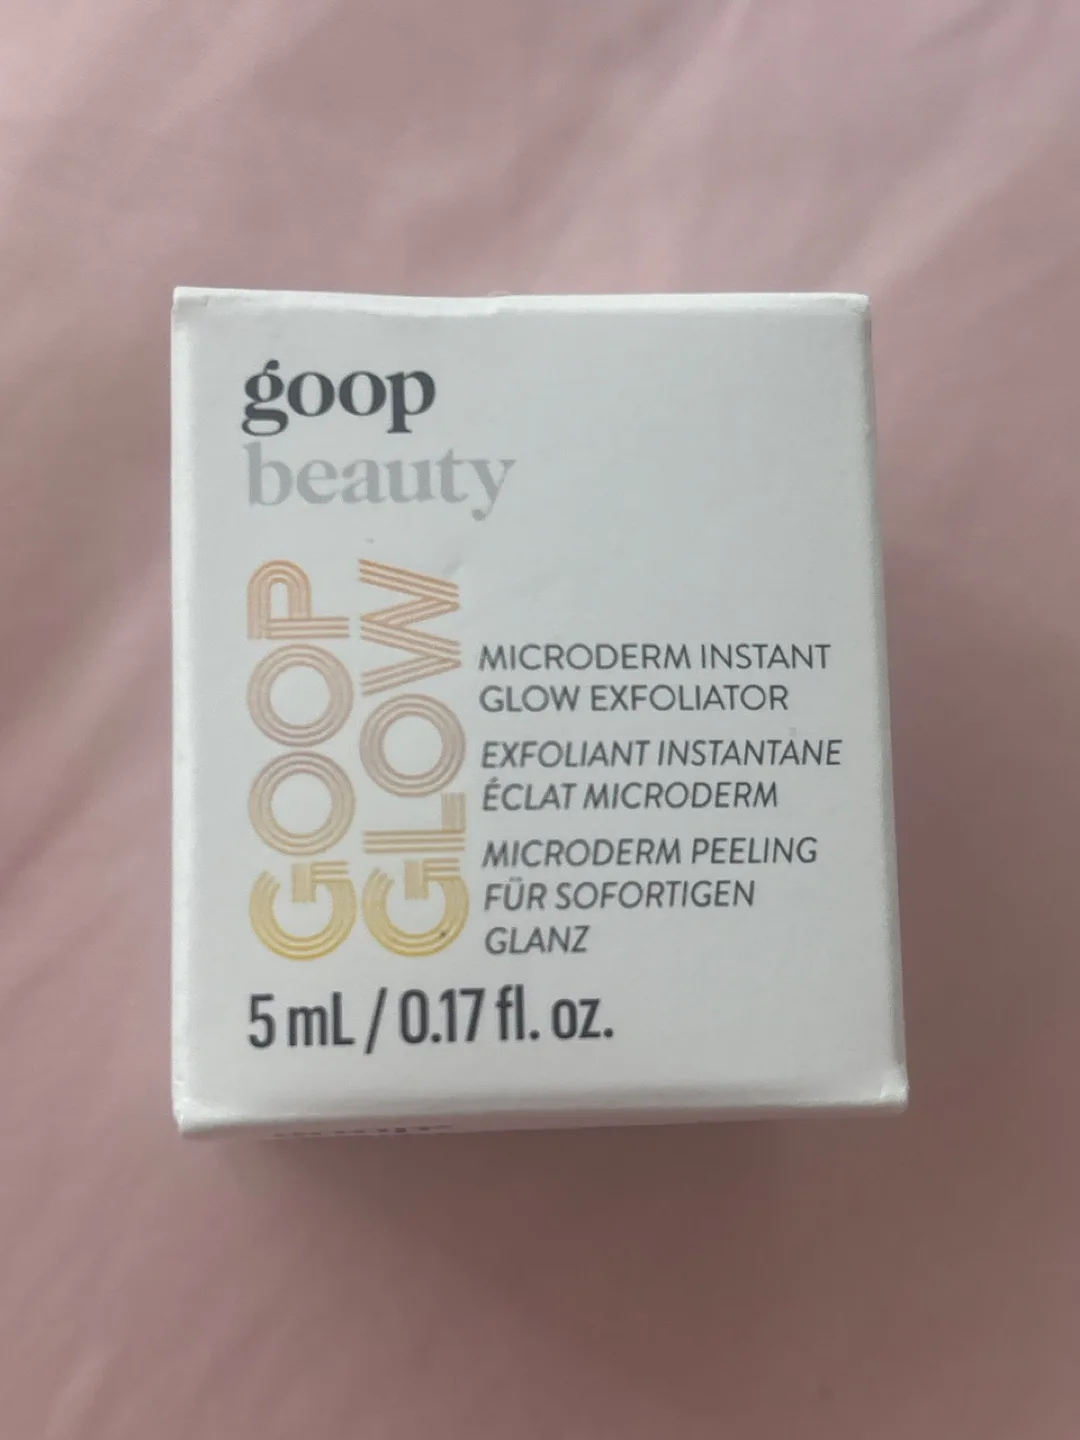 goop
beauty
GOOP
GLOW
MICRODERM INSTANT
GLOW EXFOLIATOR
EXFOLIANT INSTANTANE
ÉCLAT MICRODERM
MICRODERM PEELING
FÜR SOFORTIGEN
GLANZ
5 mL / 0.17 fl. oz.